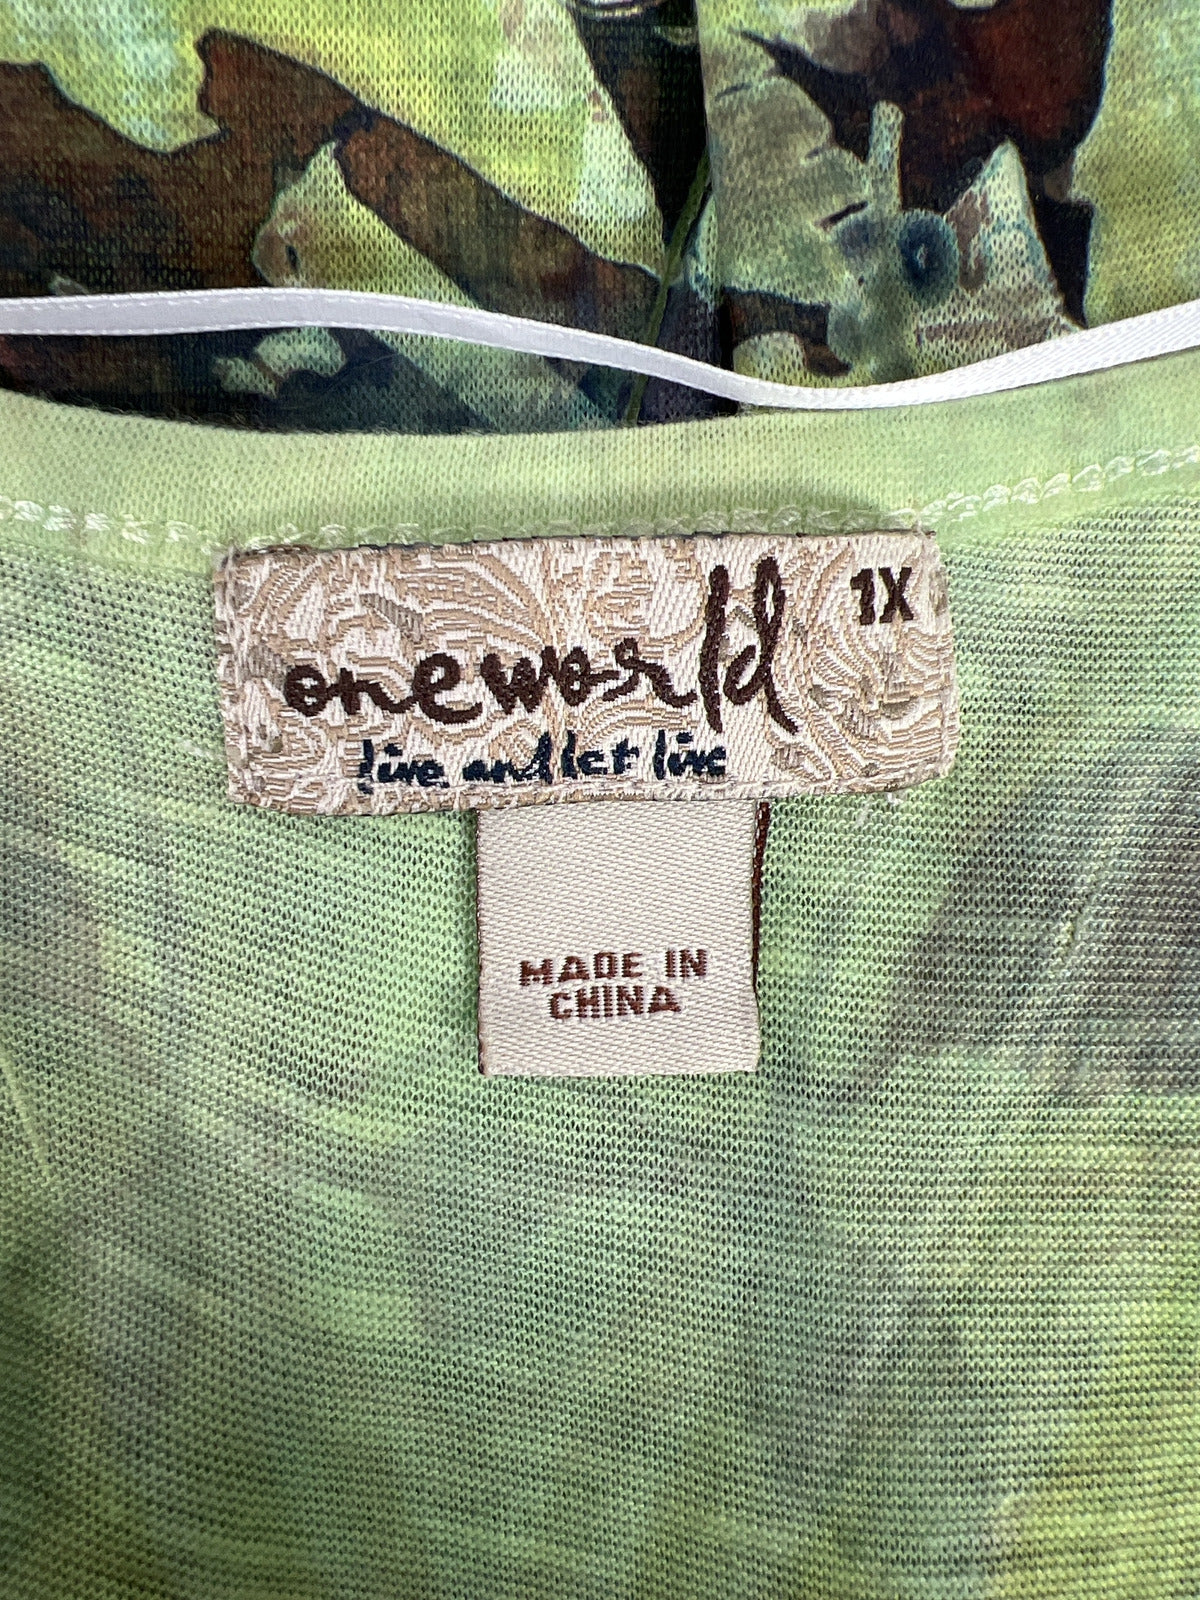 oneworld 1X
live and let live
MADE IN
CHINA